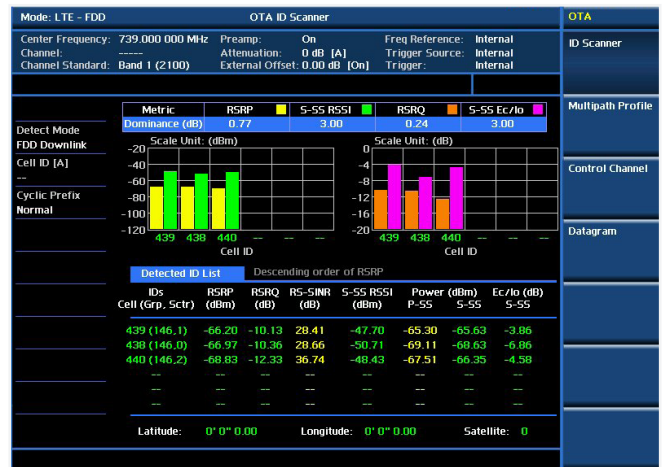 Mode: LTE - FDD OTA ID Scanner OTA
Center Frequency: 739.000 000 MHz Preamp: On Freq Reference: Internal
Channel: ----- Attenuation: 0 dB [A] Trigger Source: Internal
Channel Standard: Band 1 (2100) External Offset: 0.00 dB [On] Trigger: Internal
ID Scanner
Multipath Profile
Control Channel
Datagram
Detect Mode
FDD Downlink
Cell ID [A]
--
Cyclic Prefix
Normal
Metric RSRP S-SS RSSI RSRQ S-SS Ec/Io
Dominance (dB) 0.77 3.00 0.24 3.00
Scale Unit: (dBm) Scale Unit: (dB)
-20 0
-40 -4
-60 -8
-80 -12
-100 -16
-120 -20
439 438 440 -- -- -- 439 438 440 -- -- --
Cell ID Cell ID
Detected ID List Descending order of RSRP
IDs RSRP RSRQ RS-SINR S-SS RSSI Power (dBm) Ec/Io (dB)
Cell (Grp, Sctr) (dBm) (dB) (dB) (dBm) P-SS S-SS S-SS
439 (146,1) -66.20 -10.13 28.41 -47.70 -65.30 -65.63 -3.86
438 (146,0) -66.97 -10.36 28.66 -50.71 -69.11 -68.63 -6.86
440 (146,2) -68.83 -12.33 36.74 -48.43 -67.51 -66.35 -4.58
-- -- -- -- -- -- -- --
-- -- -- -- -- -- -- --
-- -- -- -- -- -- -- --
Latitude: 0' 0" 0.00 Longitude: 0' 0" 0.00 Satellite: 0